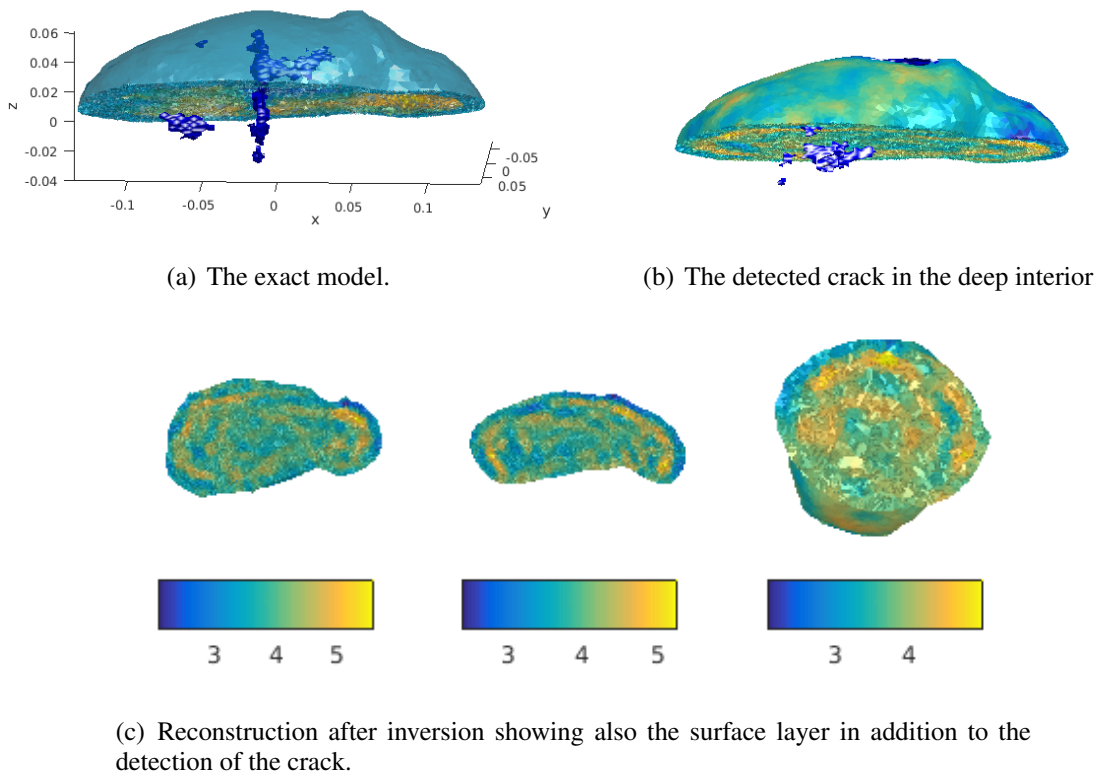 0.06
0.04
0.02
0
-0.02
-0.04
z
-0.1
-0.05
0
0.05
0.1
x
-0.05
0
0.05
y
(a) The exact model.
(b) The detected crack in the deep interior
3 4 5
3 4 5
3 4
(c) Reconstruction after inversion showing also the surface layer in addition to the
detection of the crack.